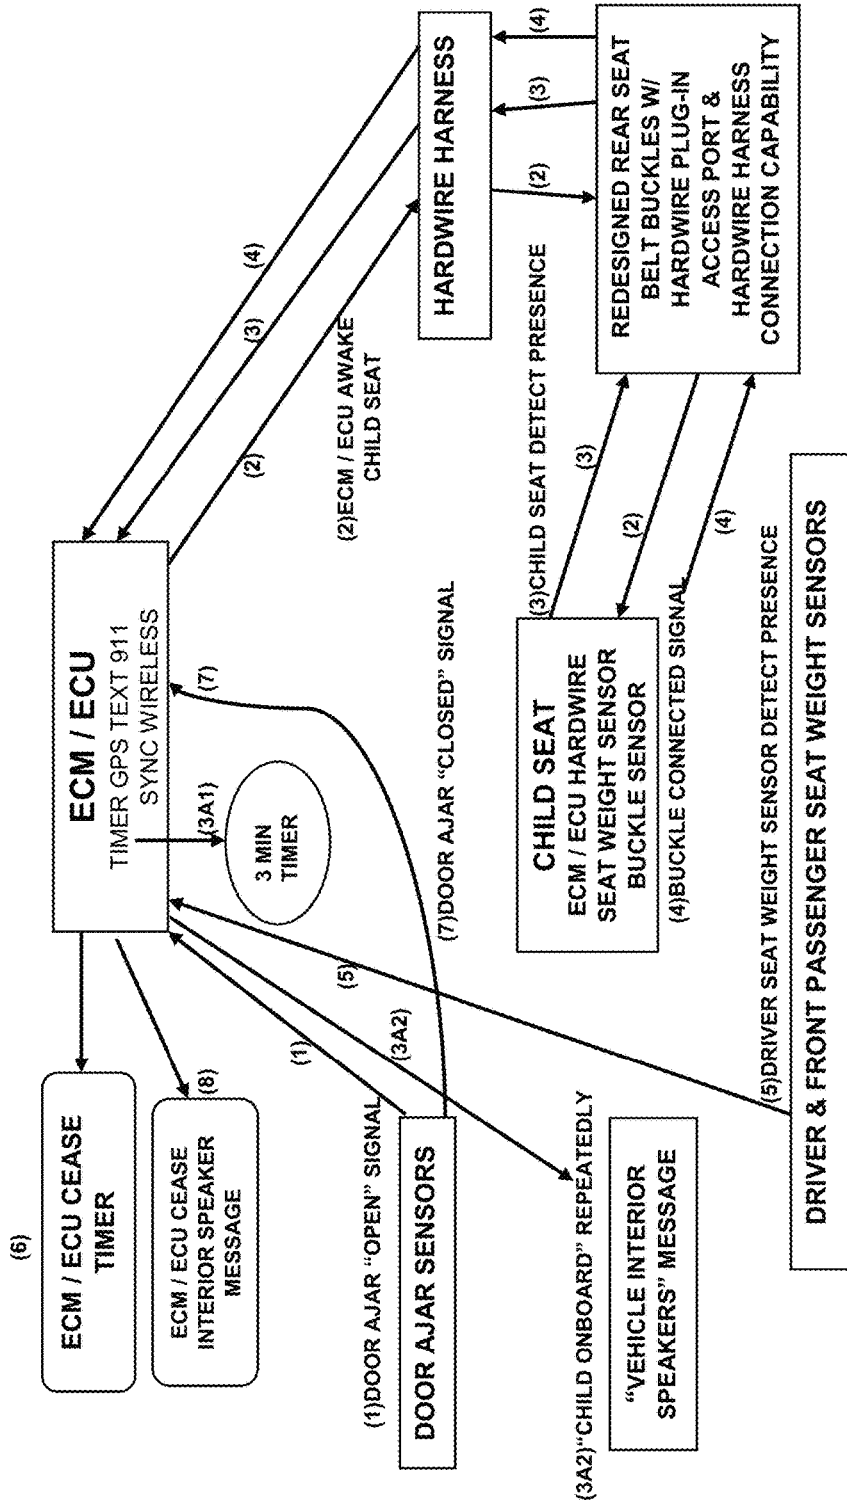 (6)
ECM / ECU CEASE
TIMER
ECM / ECU CEASE
INTERIOR SPEAKER
MESSAGE
(8)
ECM / ECU
TIMER GPS TEXT 911
SYNC WIRELESS
(3A1)
3 MIN
TIMER
(7)
(4)
(3)
(2)
(2)ECM / ECU AWAKE
CHILD SEAT
HARDWIRE HARNESS
(4)
(3)
(2)
(1)
(5)
(3A2)
(1)DOOR AJAR "OPEN" SIGNAL
DOOR AJAR SENSORS
(7)DOOR AJAR "CLOSED" SIGNAL
(3)CHILD SEAT DETECT PRESENCE
CHILD SEAT
ECM / ECU HARDWIRE
SEAT WEIGHT SENSOR
BUCKLE SENSOR
(4)BUCKLE CONNECTED SIGNAL
(3)
(2)
(4)
REDESIGNED REAR SEAT
BELT BUCKLES W/
HARDWIRE PLUG-IN
ACCESS PORT &
HARDWIRE HARNESS
CONNECTION CAPABILITY
(3A2)"CHILD ONBOARD" REPEATEDLY
"VEHICLE INTERIOR
SPEAKERS" MESSAGE
(5)DRIVER SEAT WEIGHT SENSOR DETECT PRESENCE
DRIVER & FRONT PASSENGER SEAT WEIGHT SENSORS